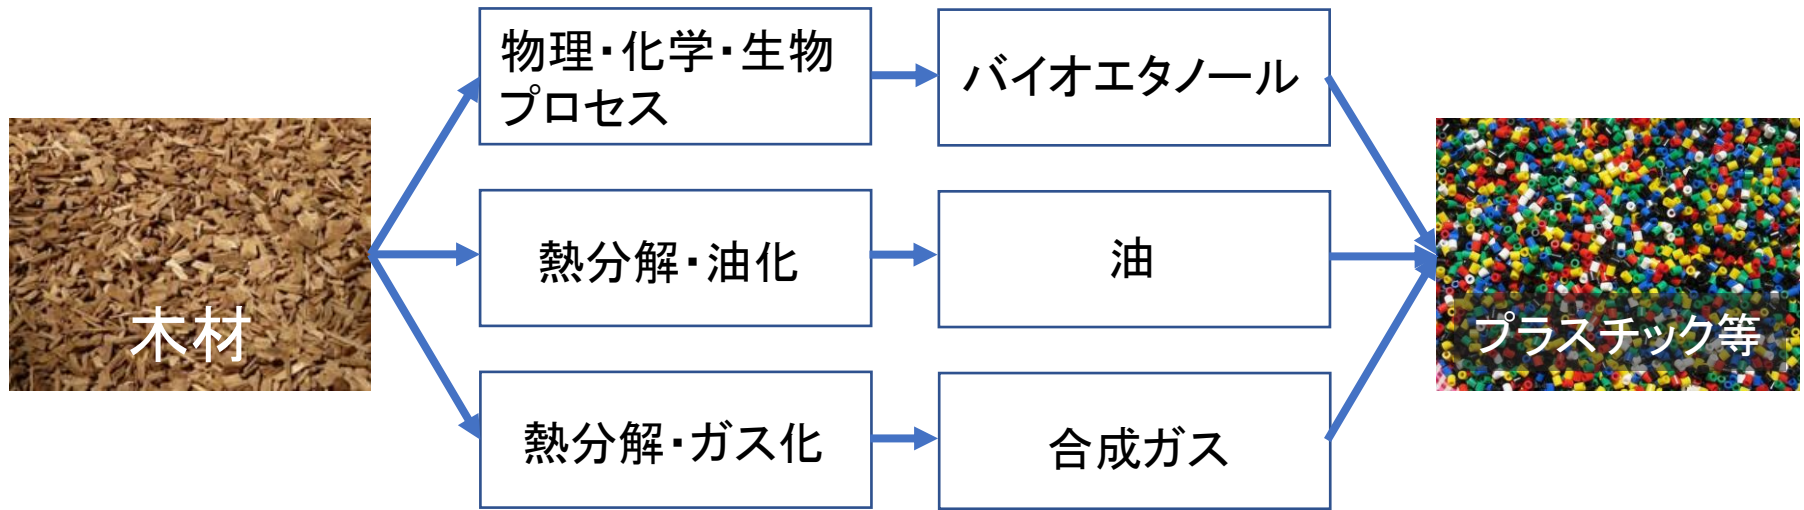 物理・化学・生物
プロセス
バイオエタノール
木材
熱分解・油化
油
プラスチック等
熱分解・ガス化
合成ガス